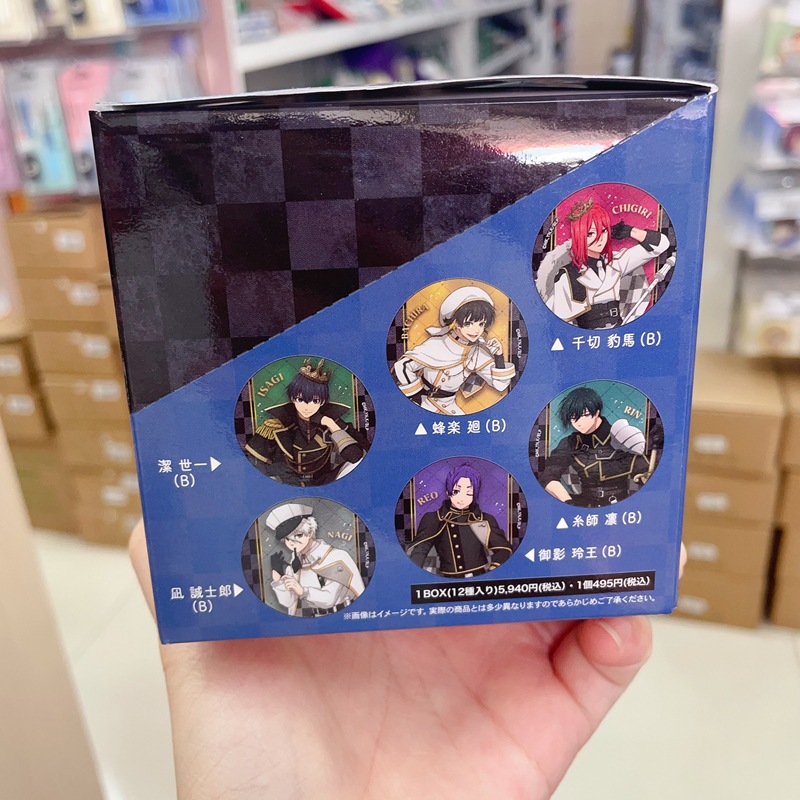 CHIGIRI
▲ 千切 豹馬(B)
BACHIRA
▲ 蜂楽 廻(B)
ISAGI
潔 世一▶
(B)
RIN
▲ 糸師 凛(B)
REO
◀御影 玲王(B)
NAGI
凪 誠士郎▶
(B)
1BOX(12種入り)5,940円(税込)・1個495円(税込)
※画像はイメージです。実際の商品とは多少異なりますのであらかじめご了承ください。